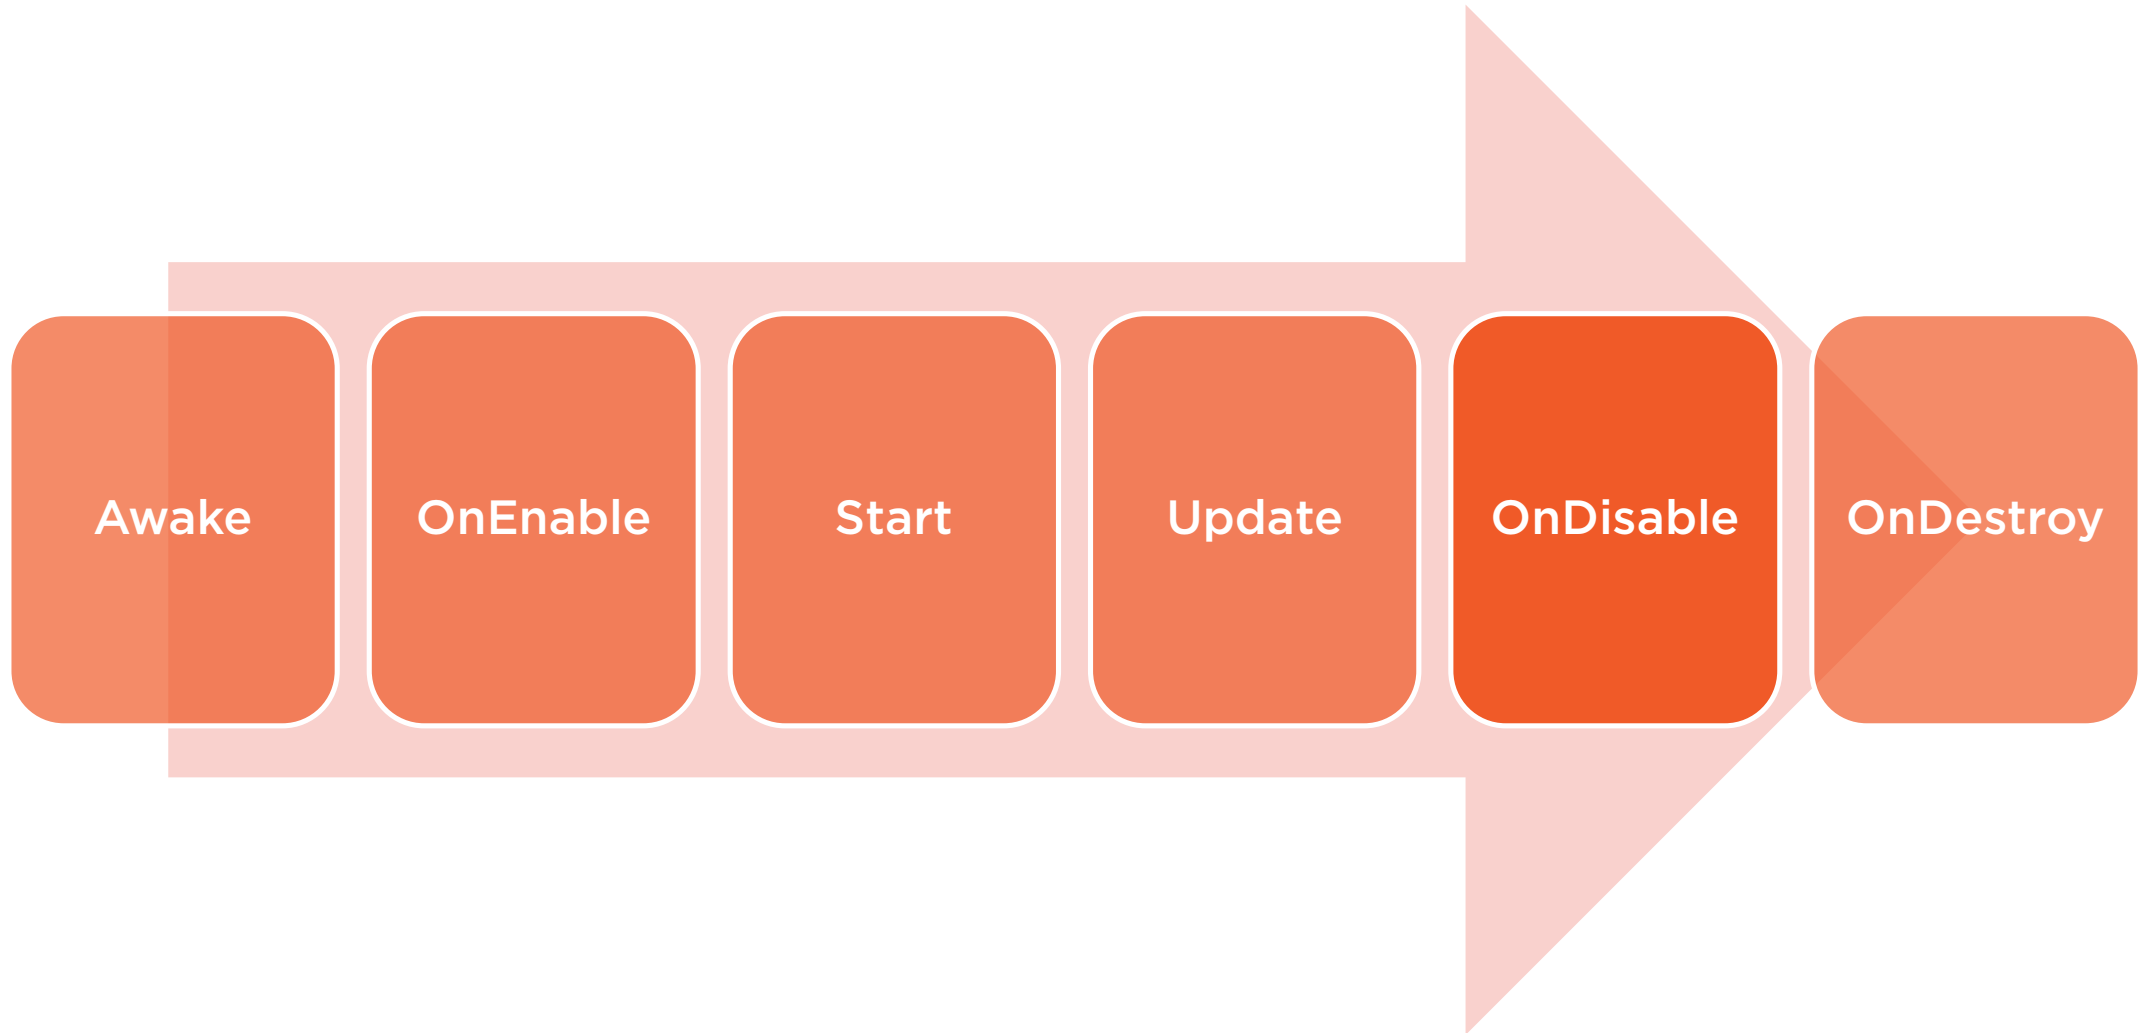 Awake
OnEnable
Start
Update
OnDisable
OnDestroy